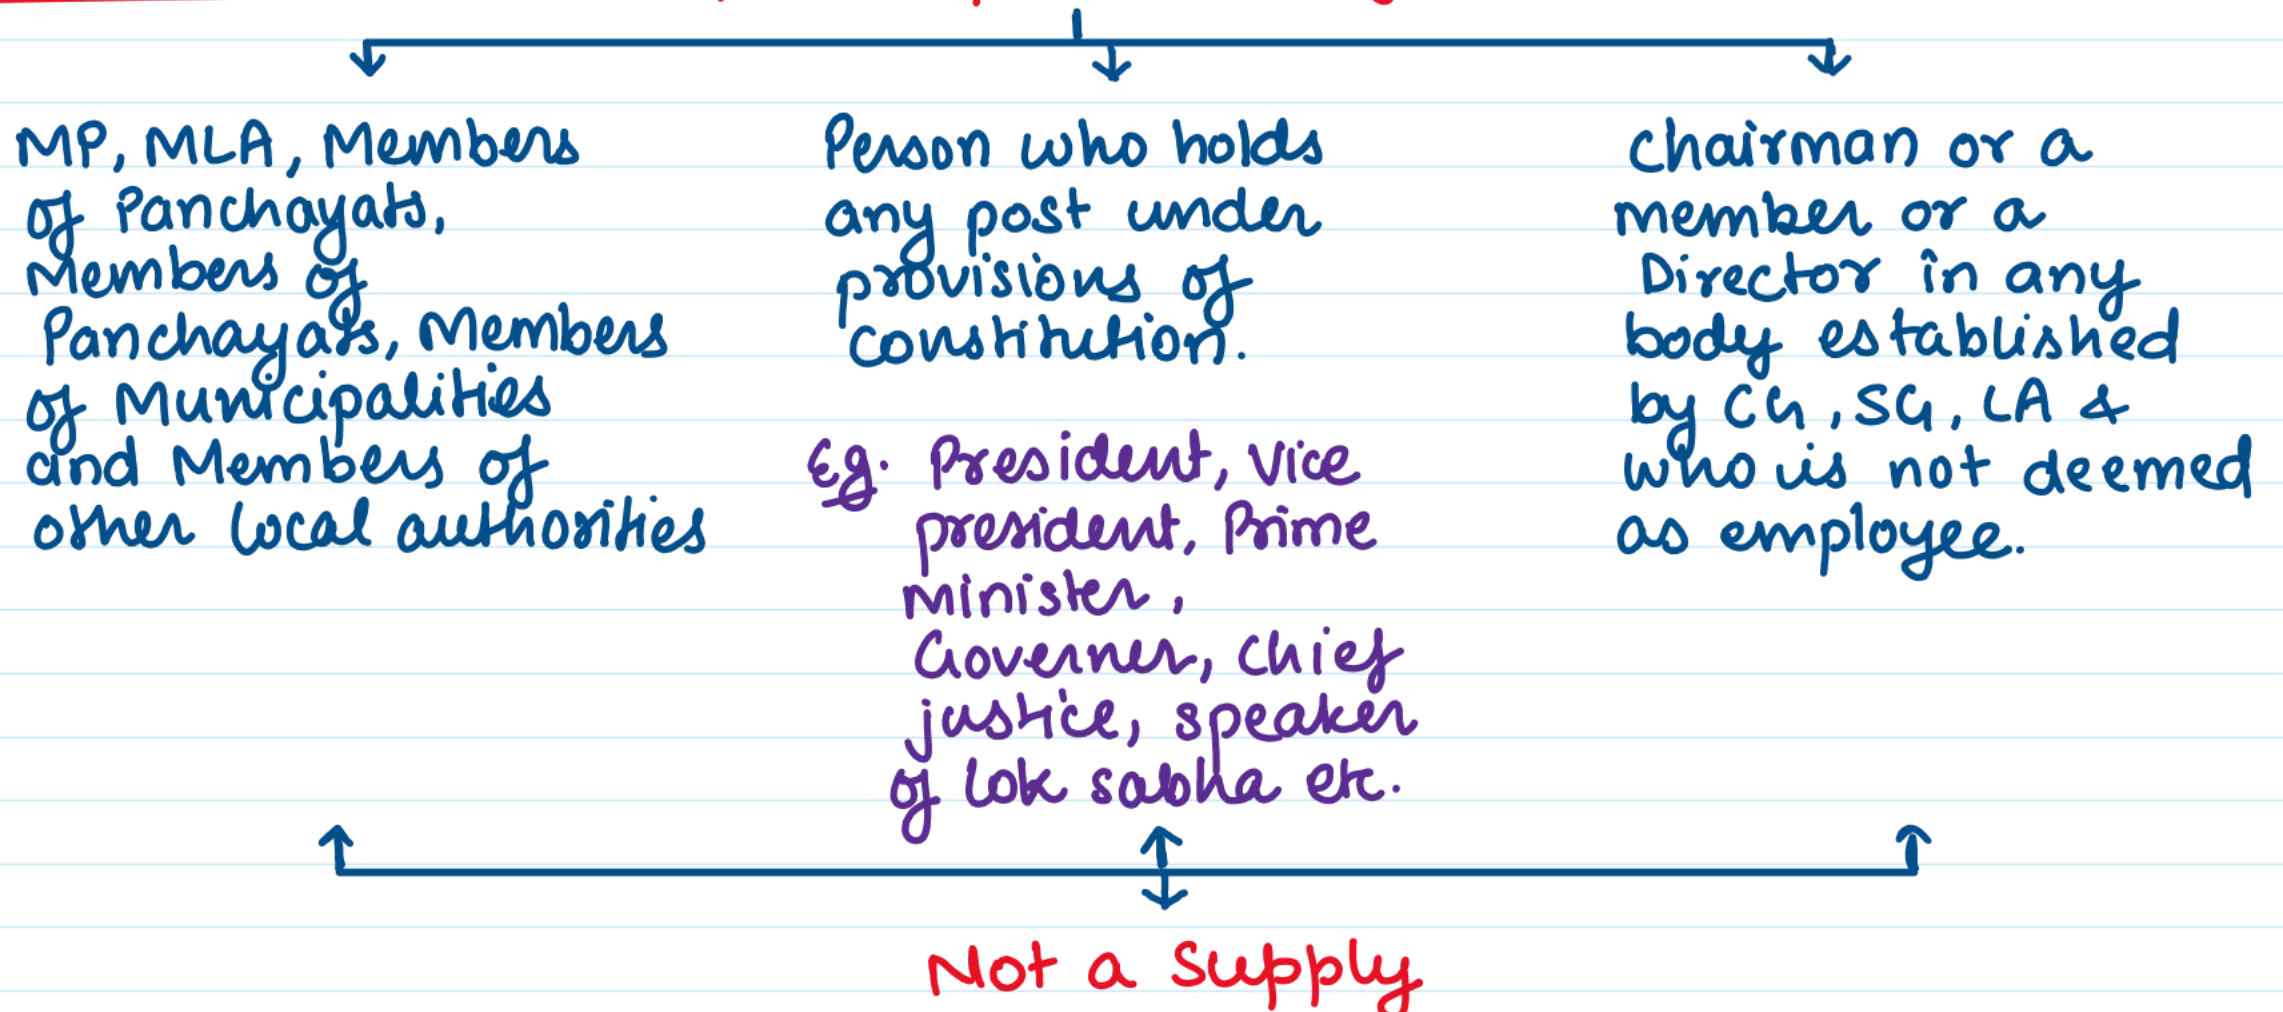 MP, MLA, Members
of Panchayats,
Members of
Panchayats, Members
of Municipalities
and Members of
other local authorities
Person who holds
any post under
provisions of
constitution.
Eg. President, Vice
president, Prime
minister,
Governer, chief
justice, speaker
of lok sabha etc.
Chairman or a
member or a
Director in any
body established
by CG, SG, LA &
who is not deemed
as employee.
Not a supply